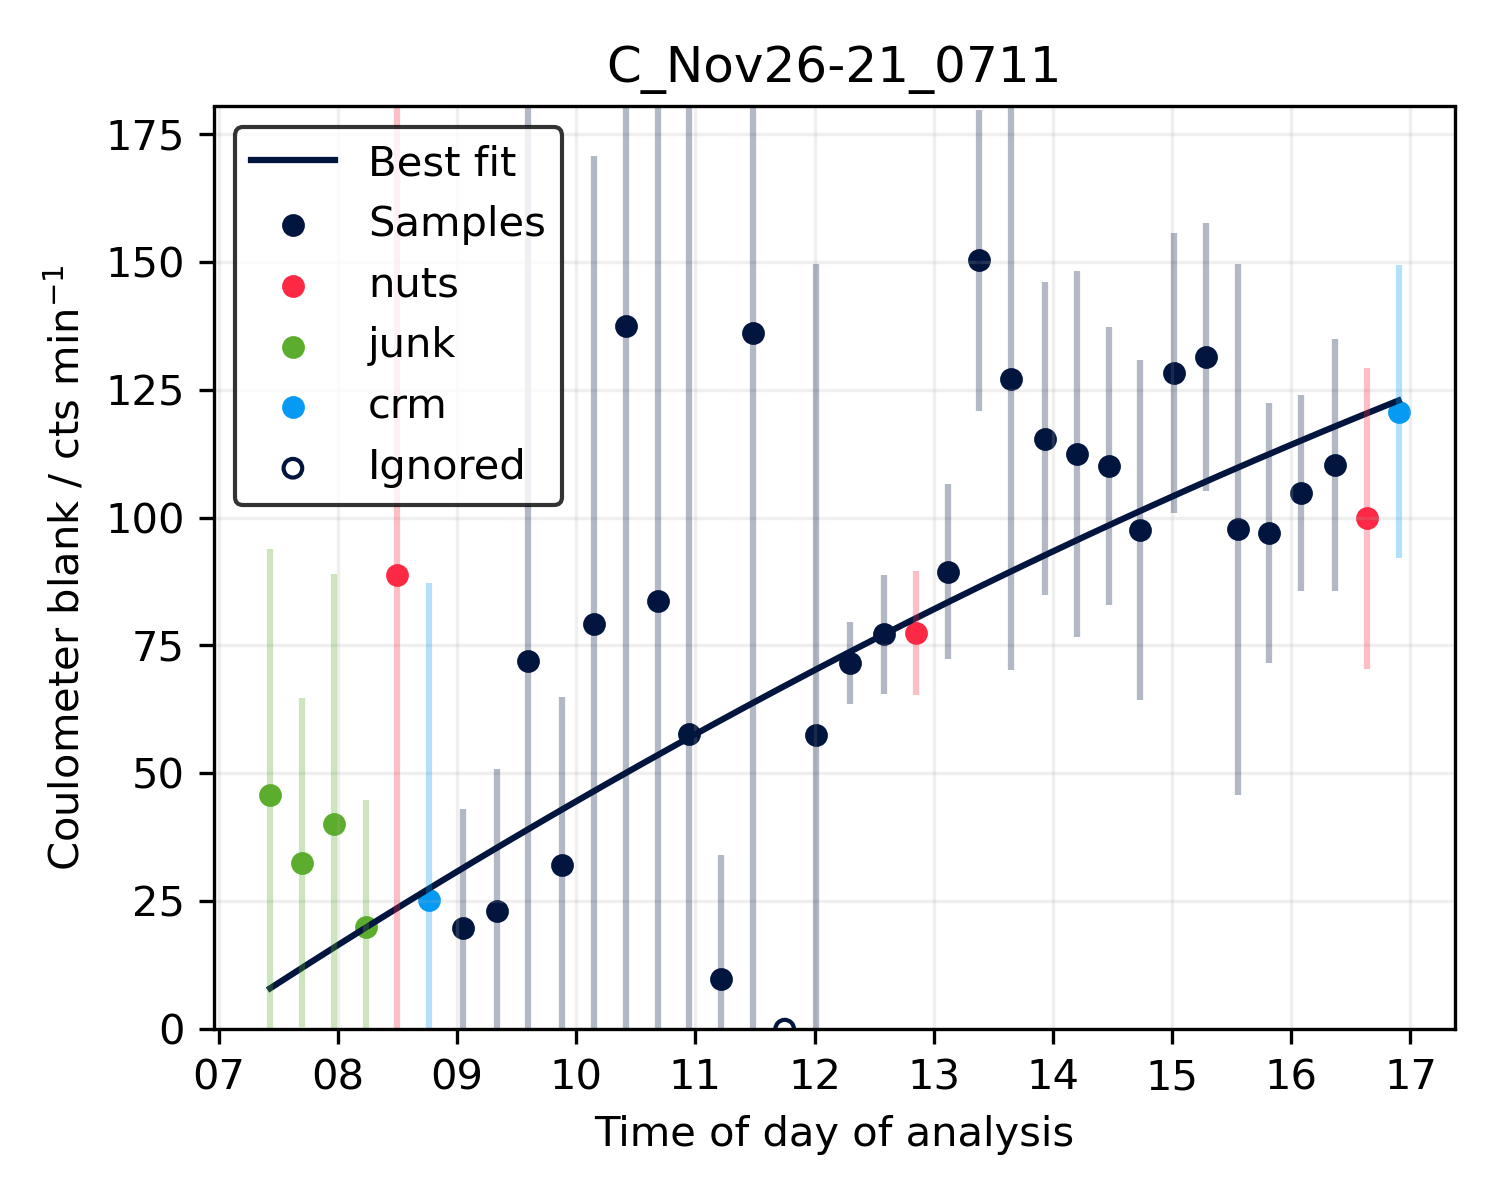 C_Nov26-21_0711
Coulometer blank / cts min⁻¹
175
150
125
100
75
50
25
0
Best fit
Samples
nuts
junk
crm
Ignored
07 08 09 10 11 12 13 14 15 16 17
Time of day of analysis